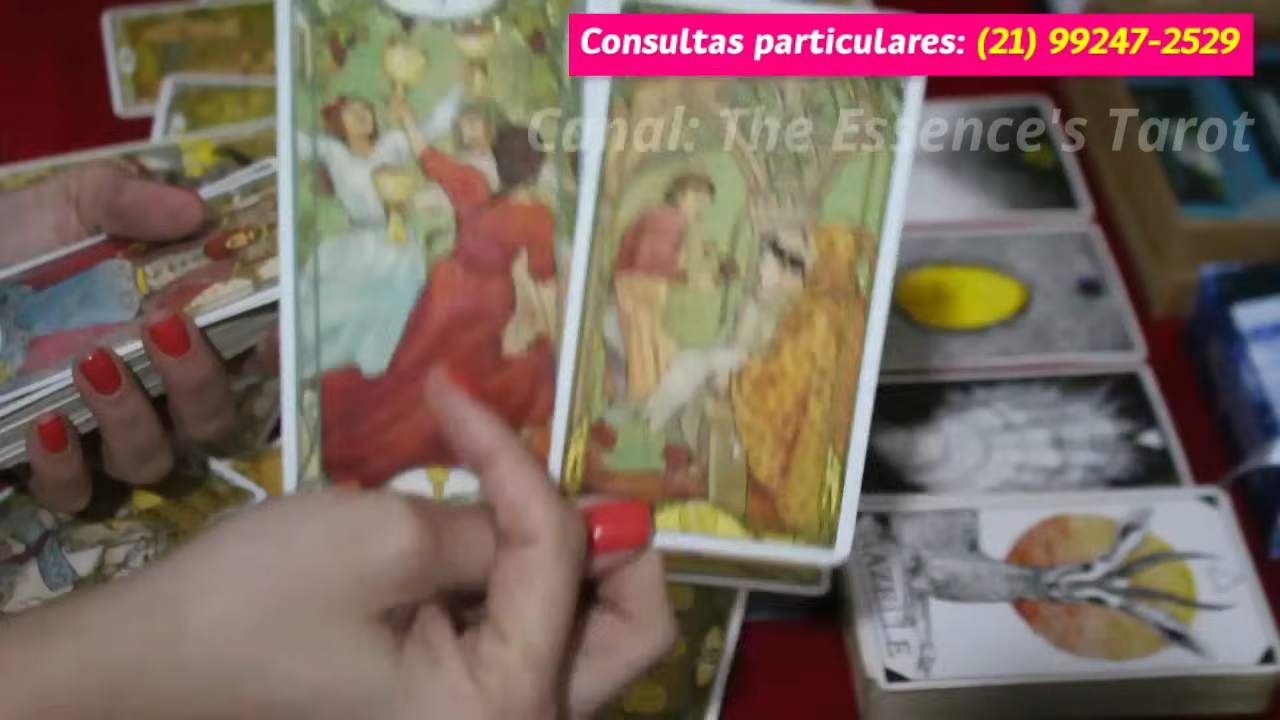 Consultas particulares: (21) 99247-2529
Canal: The Essence's Tarot